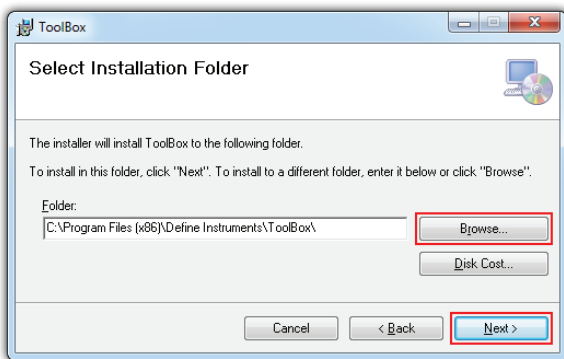 ToolBox
Select Installation Folder
The installer will install ToolBox to the following folder.
To install in this folder, click "Next". To install to a different folder, enter it below or click "Browse".
Folder:
C:\Program Files (x86)\Define Instruments\ToolBox\
Browse...
Disk Cost...
Cancel
< Back
Next >